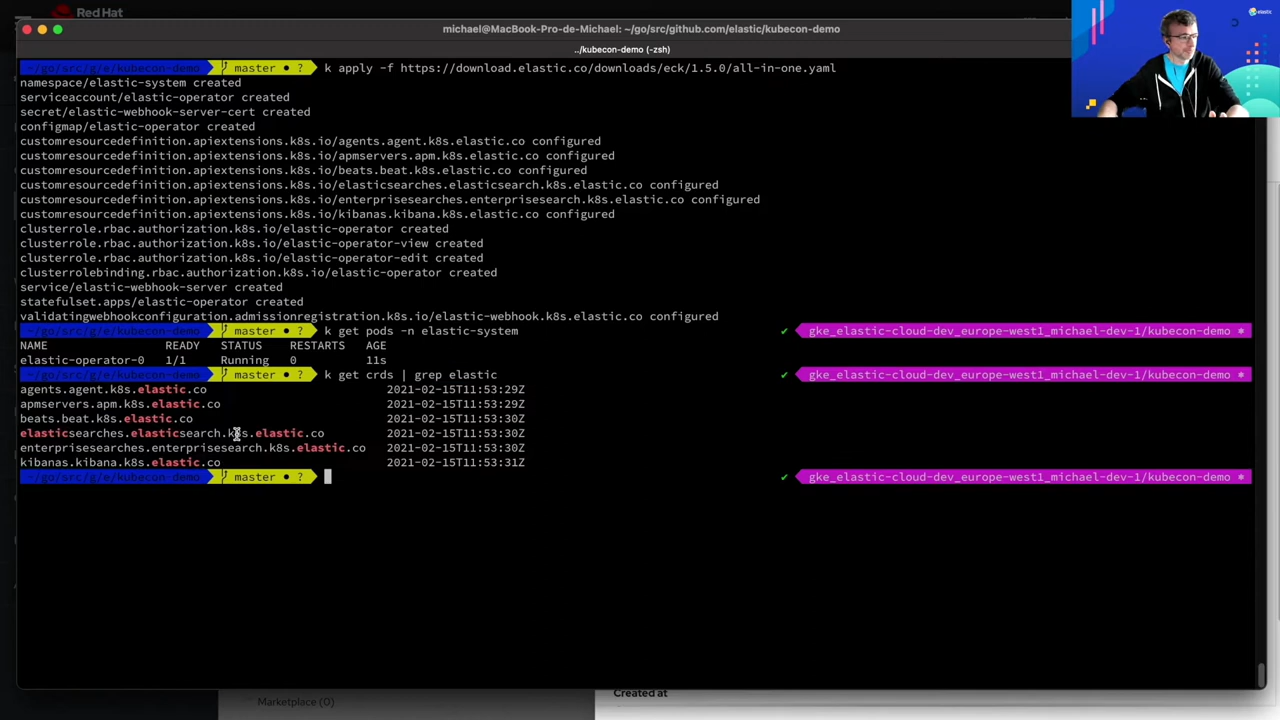 Red Hat
elastic
michael@MacBook-Pro-de-Michael: ~/go/src/github.com/elastic/kubecon-demo
../kubecon-demo (-zsh)
~/go/src/g/e/kubecon-demo master ● ? k apply -f https://download.elastic.co/downloads/eck/1.5.0/all-in-one.yaml
namespace/elastic-system created
serviceaccount/elastic-operator created
secret/elastic-webhook-server-cert created
configmap/elastic-operator created
customresourcedefinition.apiextensions.k8s.io/agents.agent.k8s.elastic.co configured
customresourcedefinition.apiextensions.k8s.io/apmservers.apm.k8s.elastic.co configured
customresourcedefinition.apiextensions.k8s.io/beats.beat.k8s.elastic.co configured
customresourcedefinition.apiextensions.k8s.io/elasticsearches.elasticsearch.k8s.elastic.co configured
customresourcedefinition.apiextensions.k8s.io/enterprisesearches.enterprisesearch.k8s.elastic.co configured
customresourcedefinition.apiextensions.k8s.io/kibanas.kibana.k8s.elastic.co configured
clusterrole.rbac.authorization.k8s.io/elastic-operator created
clusterrole.rbac.authorization.k8s.io/elastic-operator-view created
clusterrole.rbac.authorization.k8s.io/elastic-operator-edit created
clusterrolebinding.rbac.authorization.k8s.io/elastic-operator created
service/elastic-webhook-server created
statefulset.apps/elastic-operator created
validatingwebhookconfiguration.admissionregistration.k8s.io/elastic-webhook.k8s.elastic.co configured
~/go/src/g/e/kubecon-demo master ● ? k get pods -n elastic-system ✔ gke_elastic-cloud-dev_europe-west1_michael-dev-1/kubecon-demo ⎈
NAME READY STATUS RESTARTS AGE
elastic-operator-0 1/1 Running 0 11s
~/go/src/g/e/kubecon-demo master ● ? k get crds | grep elastic ✔ gke_elastic-cloud-dev_europe-west1_michael-dev-1/kubecon-demo ⎈
agents.agent.k8s.elastic.co 2021-02-15T11:53:29Z
apmservers.apm.k8s.elastic.co 2021-02-15T11:53:29Z
beats.beat.k8s.elastic.co 2021-02-15T11:53:30Z
elasticsearches.elasticsearch.k8s.elastic.co 2021-02-15T11:53:30Z
enterprisesearches.enterprisesearch.k8s.elastic.co 2021-02-15T11:53:30Z
kibanas.kibana.k8s.elastic.co 2021-02-15T11:53:31Z
~/go/src/g/e/kubecon-demo master ● ? ✔ gke_elastic-cloud-dev_europe-west1_michael-dev-1/kubecon-demo ⎈
Marketplace (0)
Created at